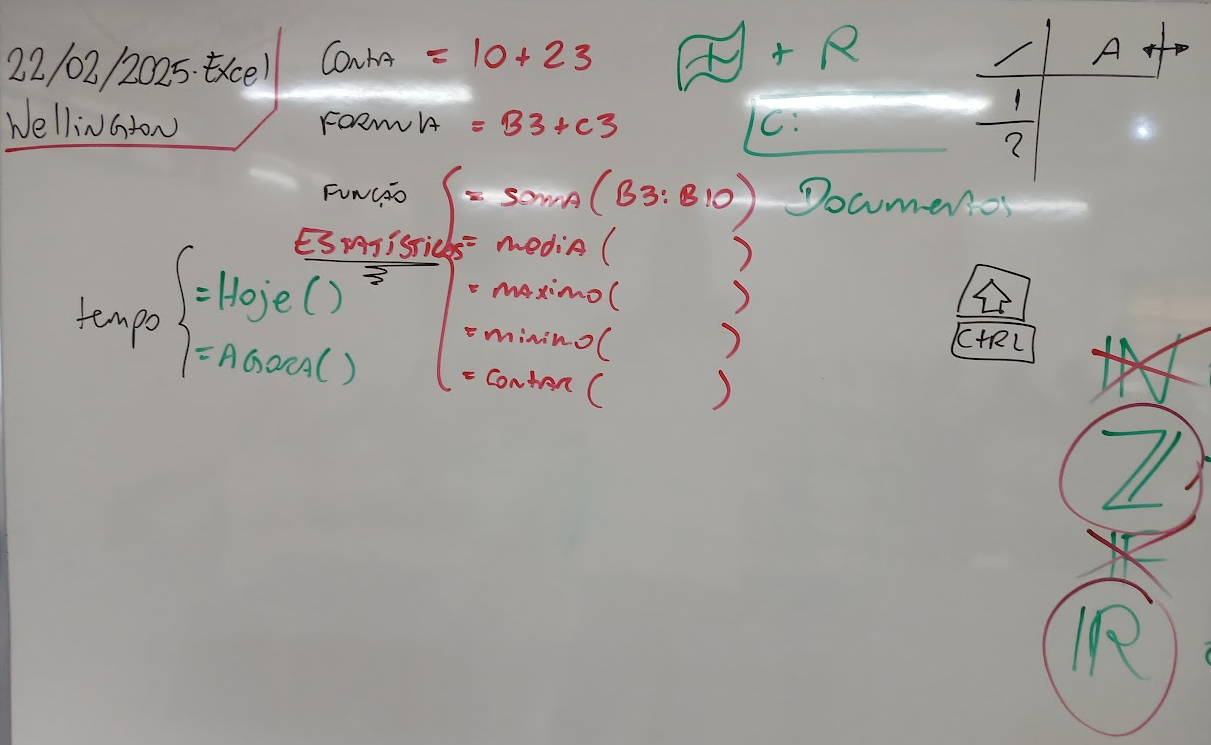 22/02/2025. Excel
Wellington
Conta = 10+23
FORMULA = B3+C3
FUNÇÃO
ESTATÍSTICAS
= SOMA(B3:B10)
= MEDIA( )
= MAXIMO( )
= MINIMO( )
= CONTAR( )
tempo
= Hoje()
= AGORA()
+ R
C:
Documentos
A
1
2
CTRL
IN
Z
IF
IR